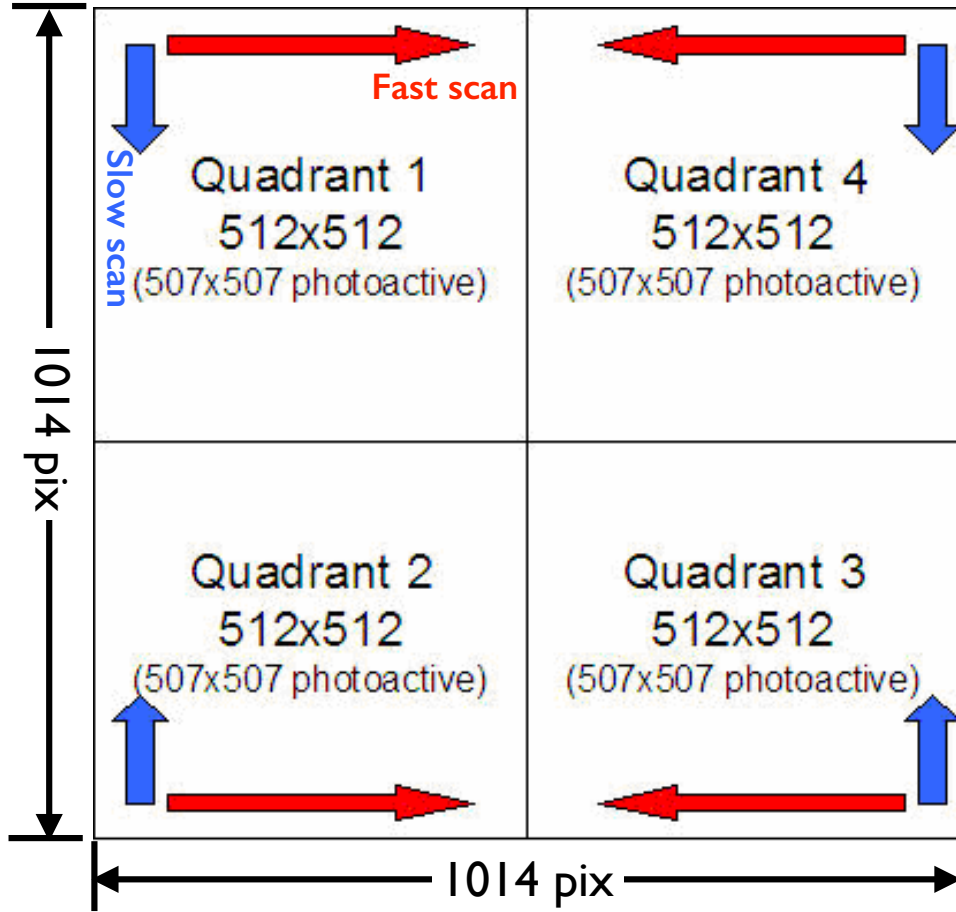 Fast scan
Slow scan
Quadrant 1
512x512
(507x507 photoactive)
Quadrant 4
512x512
(507x507 photoactive)
1014 pix
Quadrant 2
512x512
(507x507 photoactive)
Quadrant 3
512x512
(507x507 photoactive)
1014 pix